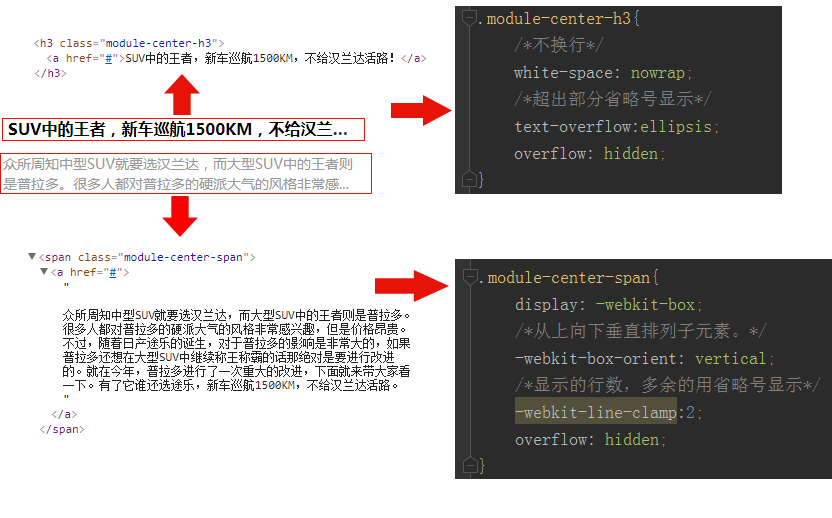 <h3 class="module-center-h3">
<a href="#">SUV中的王者，新车巡航1500KM，不给汉兰达活路！</a>
</h3>
SUV中的王者，新车巡航1500KM，不给汉兰...
众所周知中型SUV就要选汉兰达，而大型SUV中的王者则
是普拉多。很多人都对普拉多的硬派大气的风格非常感...
<span class="module-center-span">
<a href="#">
"
众所周知中型SUV就要选汉兰达，而大型SUV中的王者则是普拉多。
很多人都对普拉多的硬派大气的风格非常感兴趣，但是价格昂贵。
不过，随着日产途乐的诞生，对于普拉多的影响是非常大的，如果
普拉多还想在大型SUV中继续称王称霸的话那绝对是要进行改进
的。就在今年，普拉多进行了一次重大的改进，下面就来带大家看
一下。有了它谁还选途乐，新车巡航1500KM，不给汉兰达活路。
"
</a>
</span>
.module-center-h3{
/*不换行*/
white-space: nowrap;
/*超出部分省略号显示*/
text-overflow:ellipsis;
overflow: hidden;
}
.module-center-span{
display: -webkit-box;
/*从上向下垂直排列子元素。*/
-webkit-box-orient: vertical;
/*显示的行数，多余的用省略号显示*/
-webkit-line-clamp:2;
overflow: hidden;
}